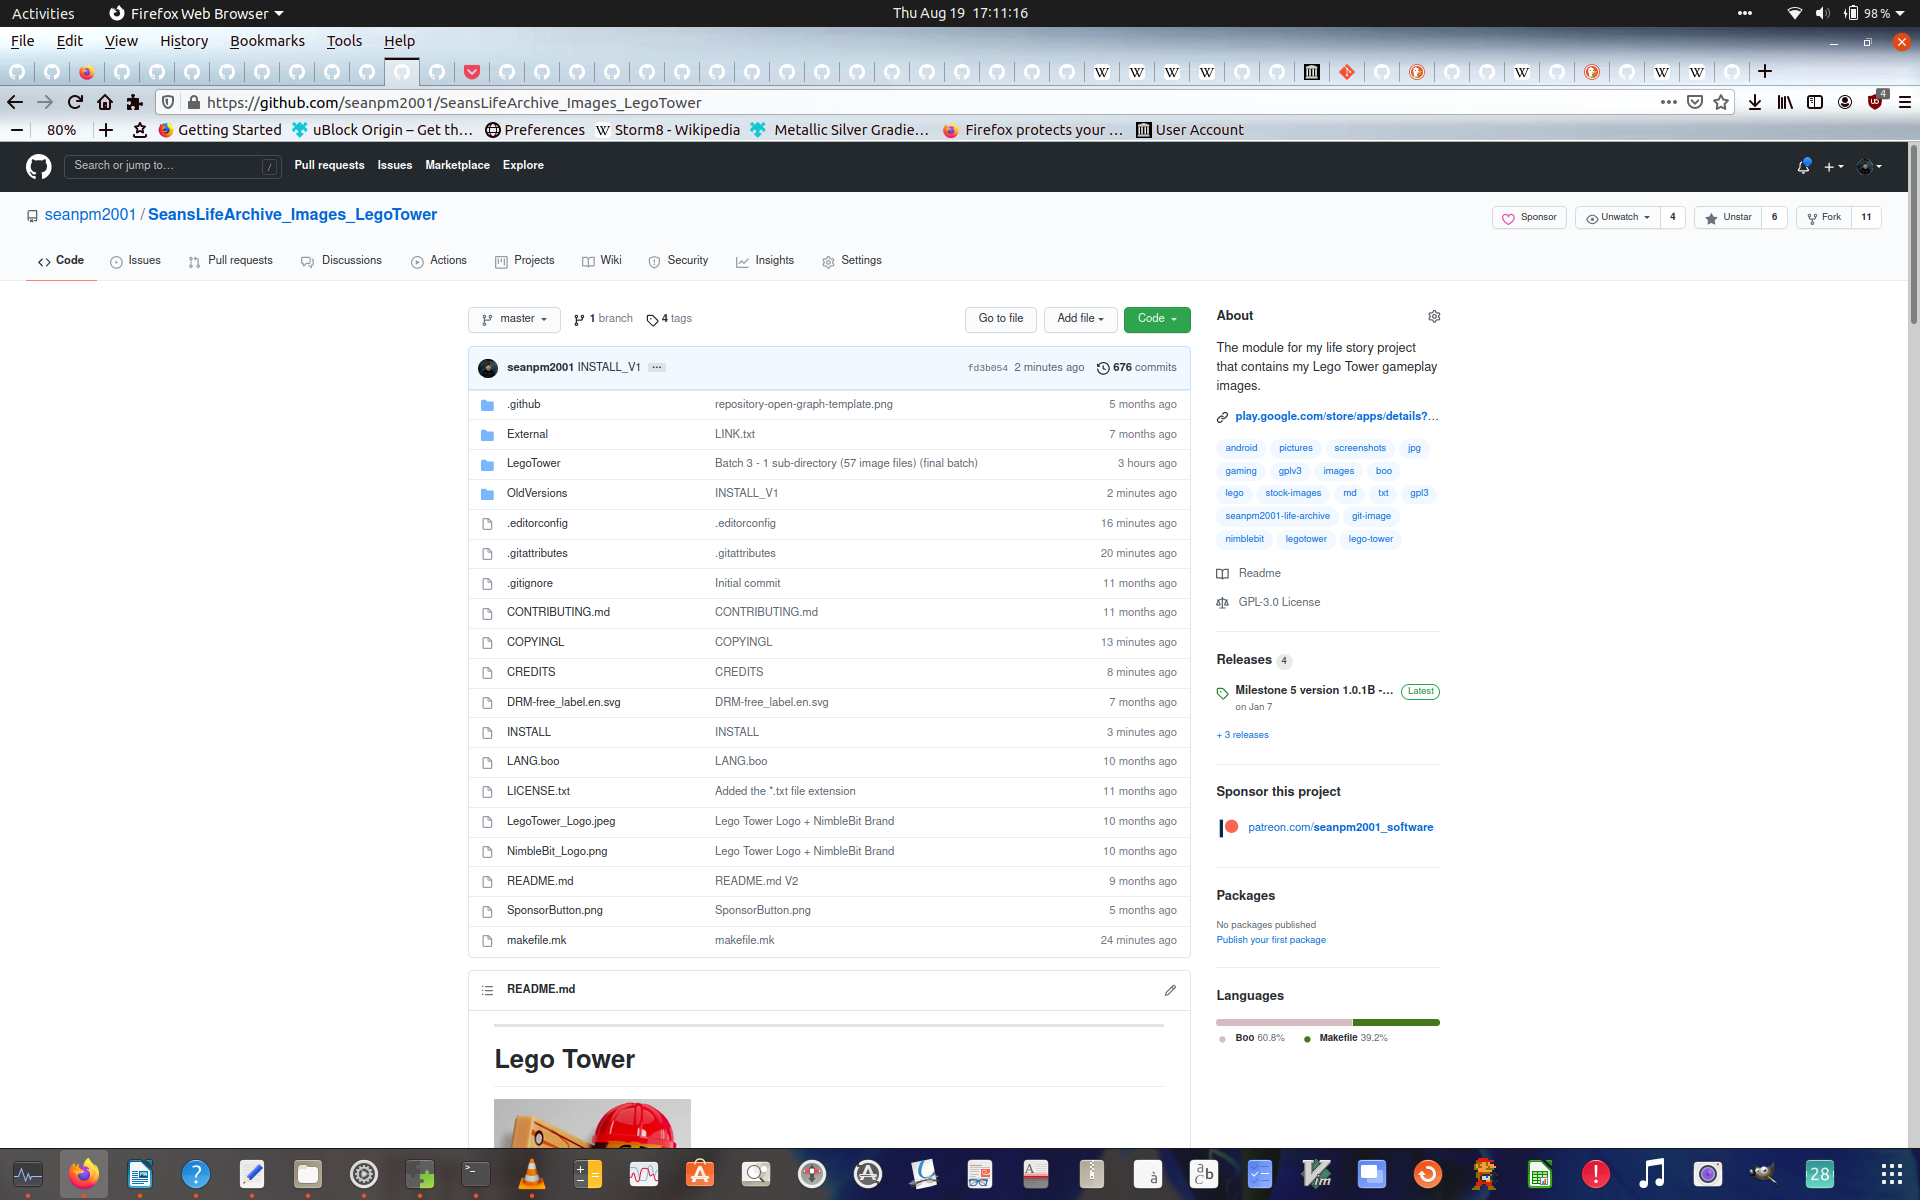 Activities Firefox Web Browser Thu Aug 19 17:11:16 98 %
File Edit View History Bookmarks Tools Help
https://github.com/seanpm2001/SeansLifeArchive_Images_LegoTower 4
80% Getting Started uBlock Origin – Get th… Preferences Storm8 - Wikipedia Metallic Silver Gradie… Firefox protects your … User Account
Search or jump to… / Pull requests Issues Marketplace Explore
seanpm2001 / SeansLifeArchive_Images_LegoTower Sponsor Unwatch 4 Unstar 6 Fork 11
Code Issues Pull requests Discussions Actions Projects Wiki Security Insights Settings
master 1 branch 4 tags Go to file Add file Code
seanpm2001 INSTALL_V1 … fd3b054 2 minutes ago 676 commits
.github repository-open-graph-template.png 5 months ago
External LINK.txt 7 months ago
LegoTower Batch 3 - 1 sub-directory (57 image files) (final batch) 3 hours ago
OldVersions INSTALL_V1 2 minutes ago
.editorconfig .editorconfig 16 minutes ago
.gitattributes .gitattributes 20 minutes ago
.gitignore Initial commit 11 months ago
CONTRIBUTING.md CONTRIBUTING.md 11 months ago
COPYINGL COPYINGL 13 minutes ago
CREDITS CREDITS 8 minutes ago
DRM-free_label.en.svg DRM-free_label.en.svg 7 months ago
INSTALL INSTALL 3 minutes ago
LANG.boo LANG.boo 10 months ago
LICENSE.txt Added the *.txt file extension 11 months ago
LegoTower_Logo.jpeg Lego Tower Logo + NimbleBit Brand 10 months ago
NimbleBit_Logo.png Lego Tower Logo + NimbleBit Brand 10 months ago
README.md README.md V2 9 months ago
SponsorButton.png SponsorButton.png 5 months ago
makefile.mk makefile.mk 24 minutes ago
README.md
Lego Tower
About
The module for my life story project
that contains my Lego Tower gameplay
images.
play.google.com/store/apps/details?…
android pictures screenshots jpg
gaming gplv3 images boo
lego stock-images md txt gpl3
seanpm2001-life-archive git-image
nimblebit legotower lego-tower
Readme
GPL-3.0 License
Releases 4
Milestone 5 version 1.0.1B -… Latest
on Jan 7
+ 3 releases
Sponsor this project
patreon.com/seanpm2001_software
Packages
No packages published
Publish your first package
Languages
Boo 60.8% Makefile 39.2%
28